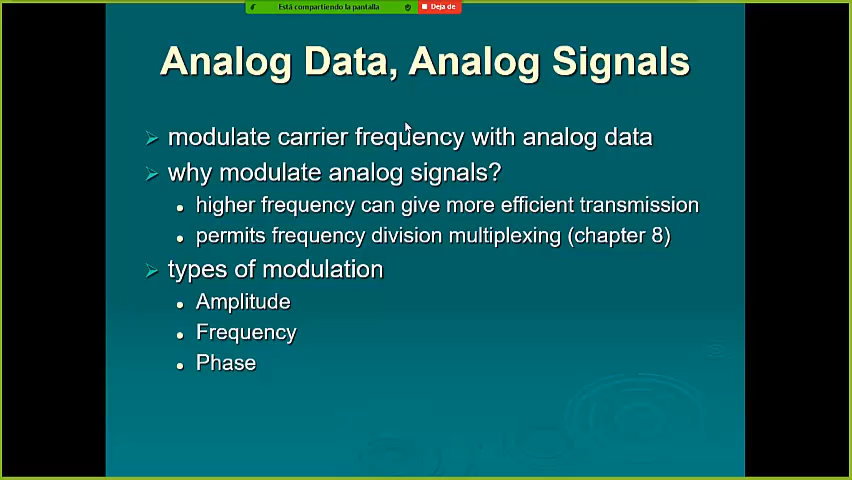 Está compartiendo la pantalla Deja de
Analog Data, Analog Signals
modulate carrier frequency with analog data
why modulate analog signals?
higher frequency can give more efficient transmission
permits frequency division multiplexing (chapter 8)
types of modulation
Amplitude
Frequency
Phase